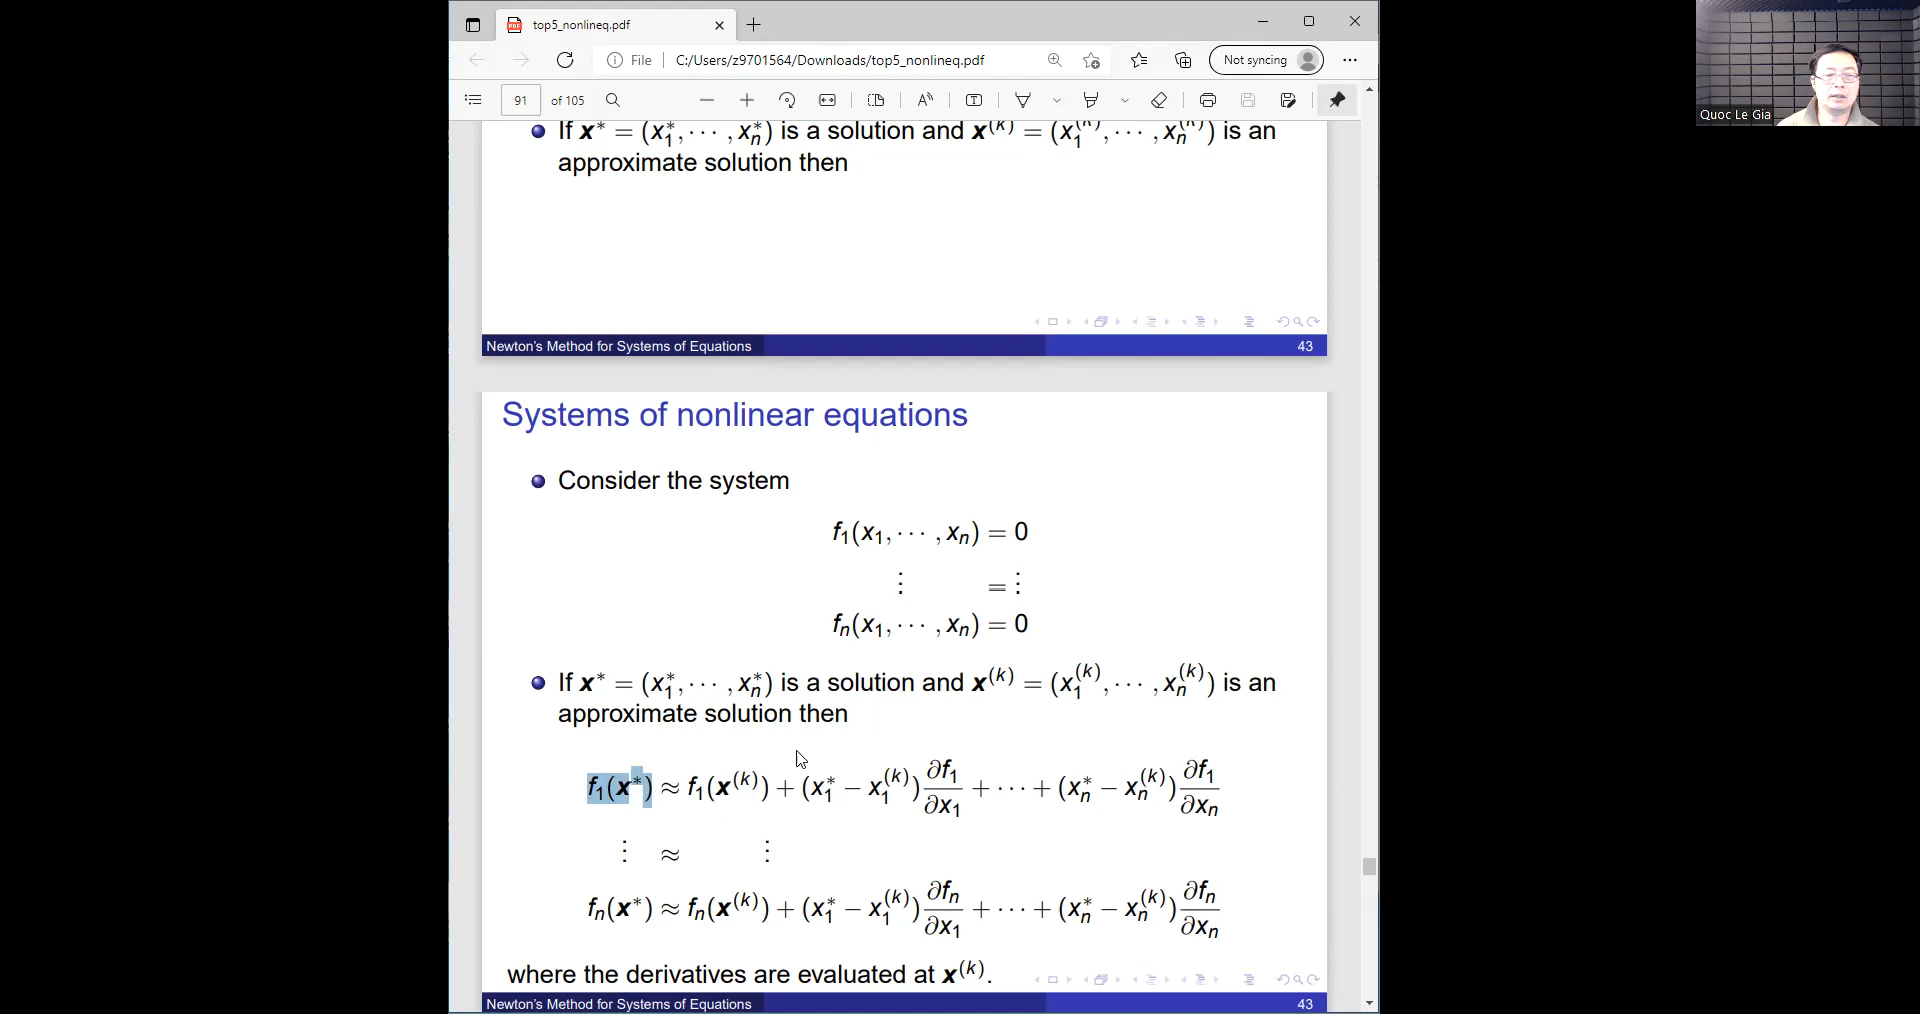 top5_nonlineq.pdf
File C:/Users/z9701564/Downloads/top5_nonlineq.pdf Not syncing
91 of 105
If x* = (x₁*, ⋯ , xₙ*) is a solution and x⁽ᵏ⁾ = (x₁⁽ᵏ⁾, ⋯ , xₙ⁽ᵏ⁾) is an
approximate solution then
Newton's Method for Systems of Equations 43
Systems of nonlinear equations
Consider the system
f₁(x₁, ⋯ , xₙ) = 0
⋮ = ⋮
fₙ(x₁, ⋯ , xₙ) = 0
If x* = (x₁*, ⋯ , xₙ*) is a solution and x⁽ᵏ⁾ = (x₁⁽ᵏ⁾, ⋯ , xₙ⁽ᵏ⁾) is an
approximate solution then
f₁(x*) ≈ f₁(x⁽ᵏ⁾) + (x₁* − x₁⁽ᵏ⁾) ∂f₁/∂x₁ + ⋯ + (xₙ* − xₙ⁽ᵏ⁾) ∂f₁/∂xₙ
⋮ ≈ ⋮
fₙ(x*) ≈ fₙ(x⁽ᵏ⁾) + (x₁* − x₁⁽ᵏ⁾) ∂fₙ/∂x₁ + ⋯ + (xₙ* − xₙ⁽ᵏ⁾) ∂fₙ/∂xₙ
where the derivatives are evaluated at x⁽ᵏ⁾.
Newton's Method for Systems of Equations 43
Quoc Le Gia